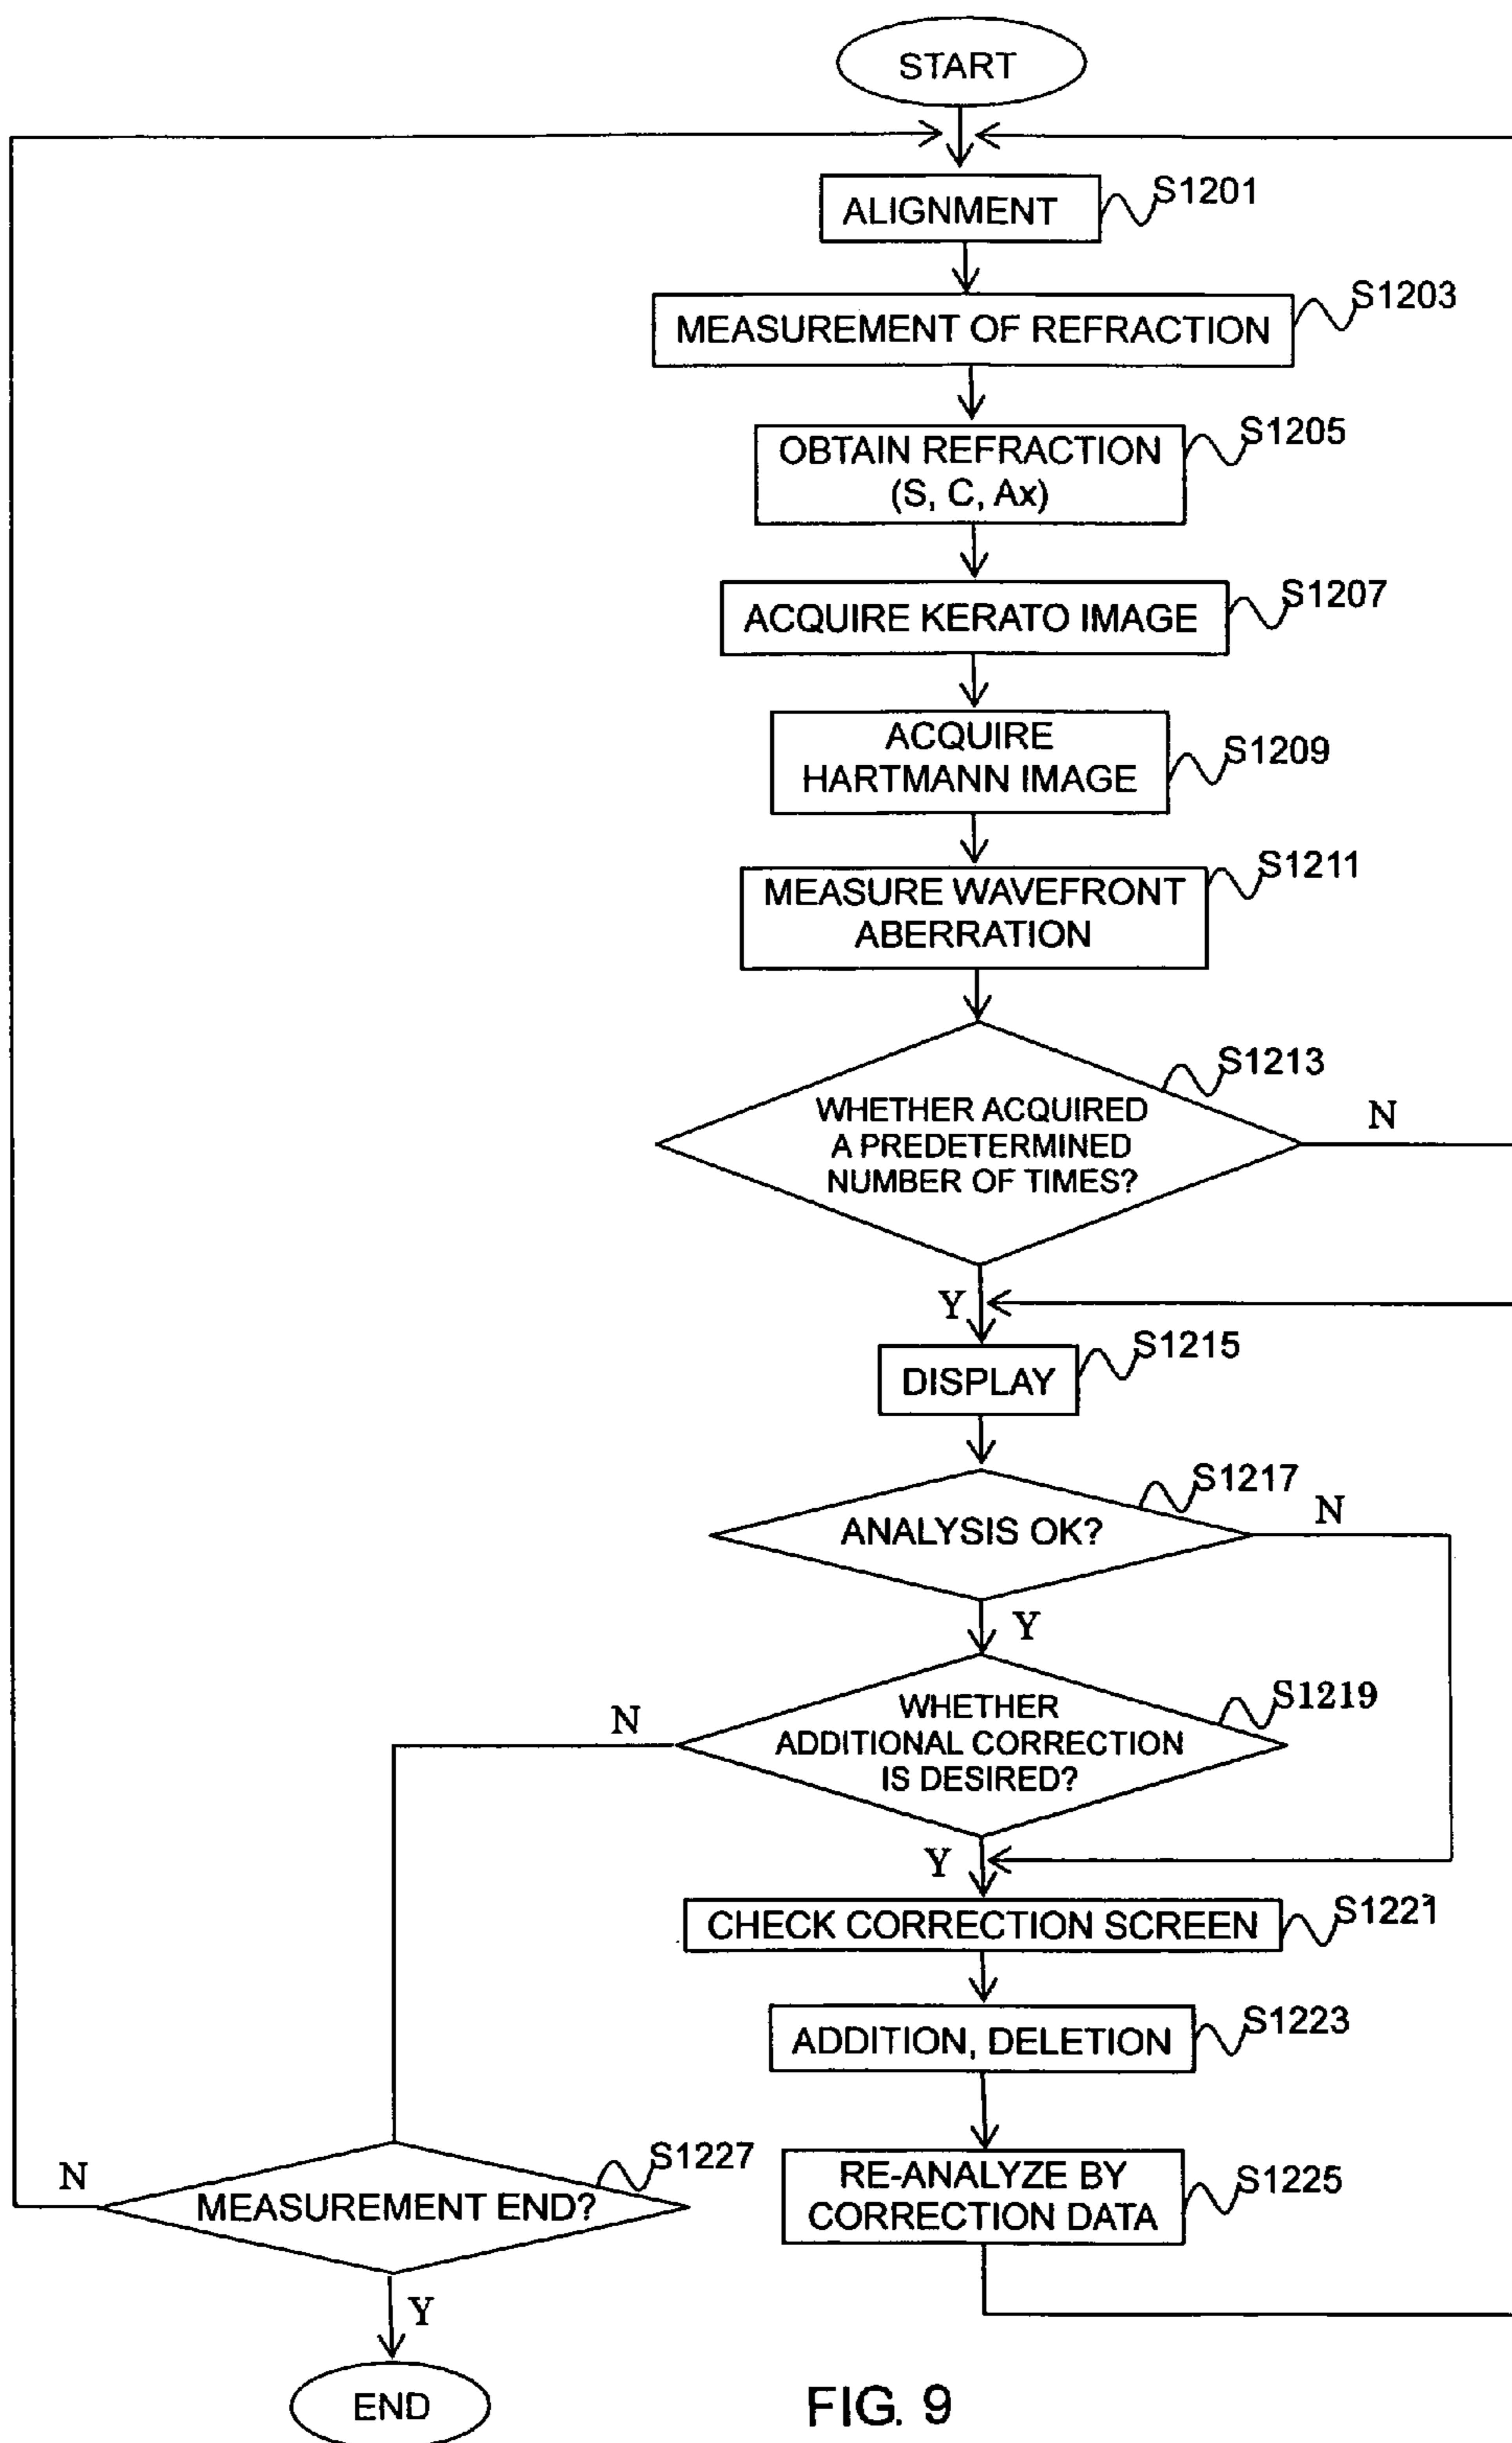 START
ALIGNMENT
S1201
MEASUREMENT OF REFRACTION
S1203
OBTAIN REFRACTION
(S, C, Ax)
S1205
ACQUIRE KERATO IMAGE
S1207
ACQUIRE
HARTMANN IMAGE
S1209
MEASURE WAVEFRONT
ABERRATION
S1211
WHETHER ACQUIRED
A PREDETERMINED
NUMBER OF TIMES?
S1213
N
Y
DISPLAY
S1215
ANALYSIS OK?
S1217
N
Y
WHETHER
ADDITIONAL CORRECTION
IS DESIRED?
S1219
N
Y
CHECK CORRECTION SCREEN
S1221
ADDITION, DELETION
S1223
RE-ANALYZE BY
CORRECTION DATA
S1225
MEASUREMENT END?
S1227
N
Y
END
FIG. 9